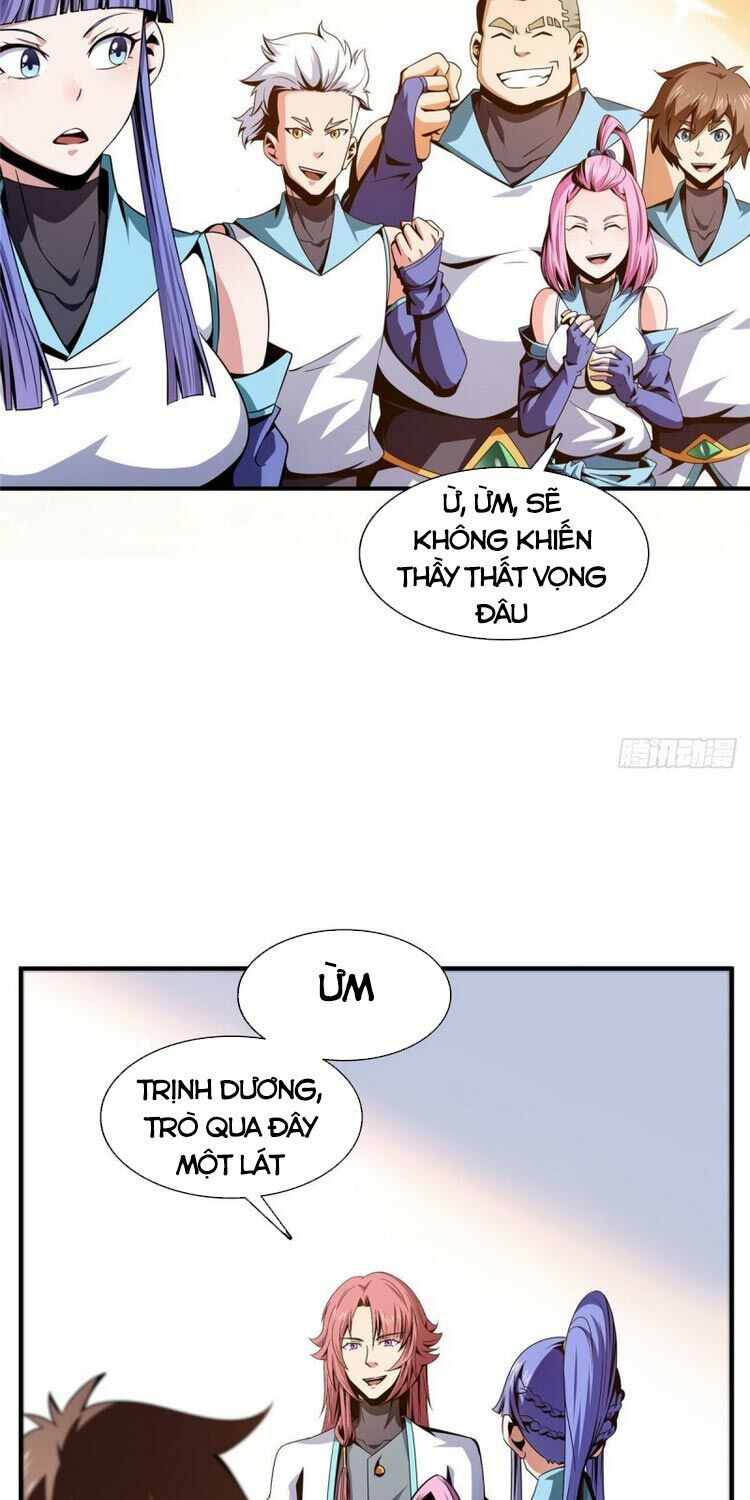 Ừ, ỪM, SẼ
KHÔNG KHIẾN
THẦY THẤT VỌNG
ĐÂU
腾讯动漫
ỪM
TRỊNH DƯƠNG,
TRÒ QUA ĐÂY
MỘT LÁT